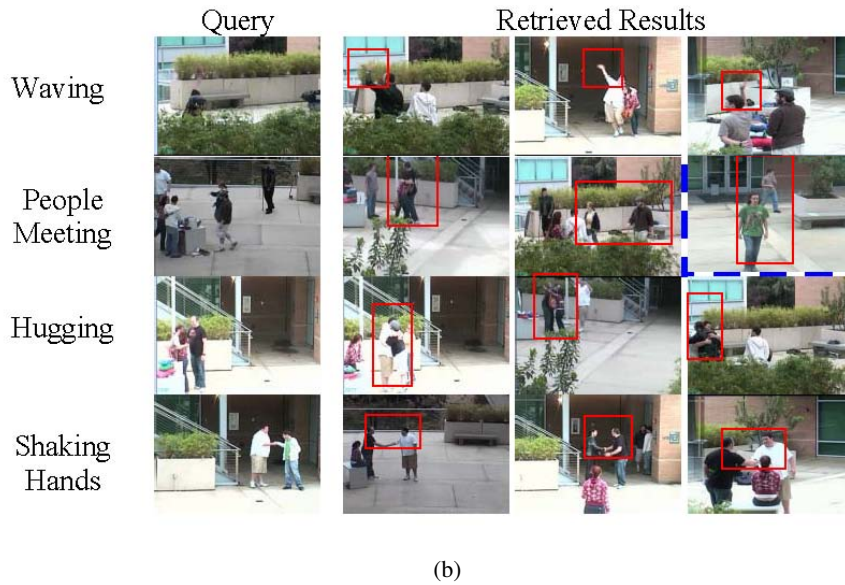 Query
Retrieved Results
Waving
People
Meeting
Hugging
Shaking
Hands
(b)